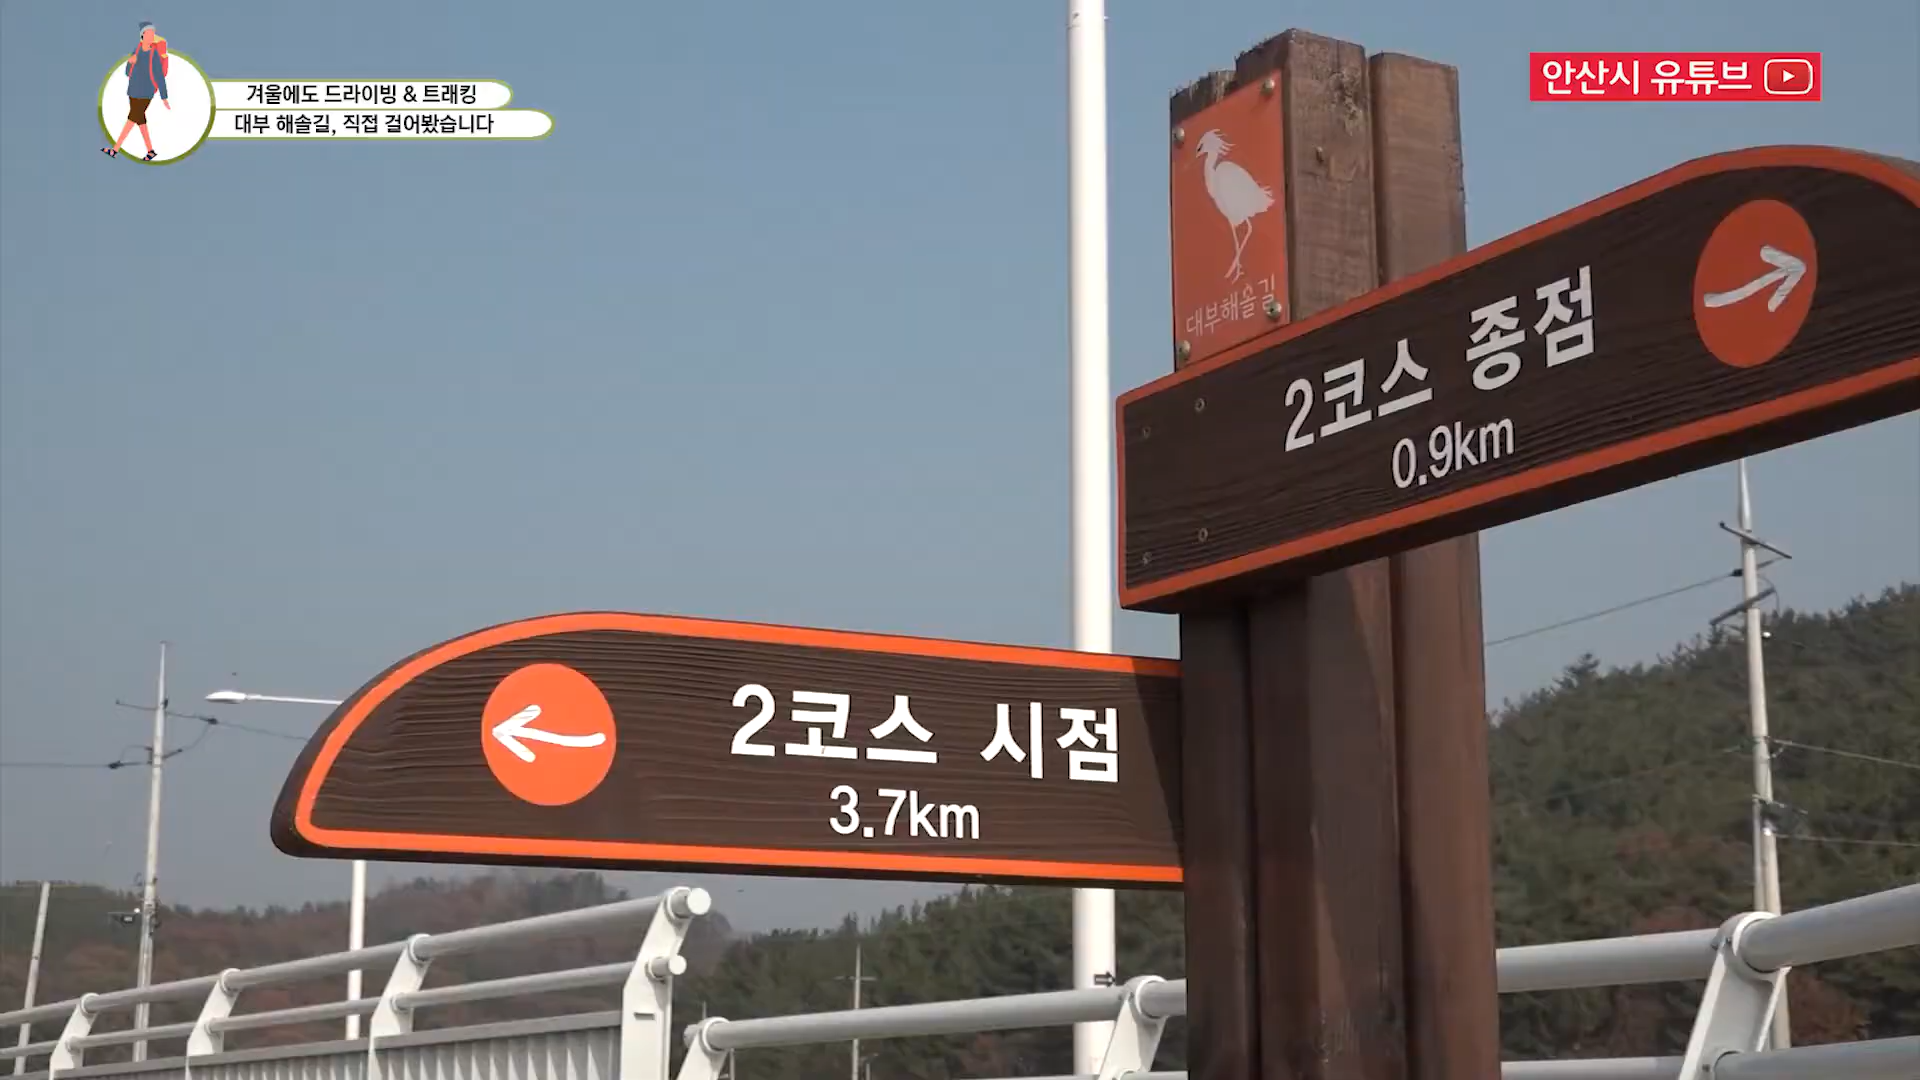 겨울에도 드라이빙 & 트래킹
대부 해솔길, 직접 걸어봤습니다
안산시 유튜브
대부해솔길
2코스 종점
0.9km
2코스 시점
3.7km